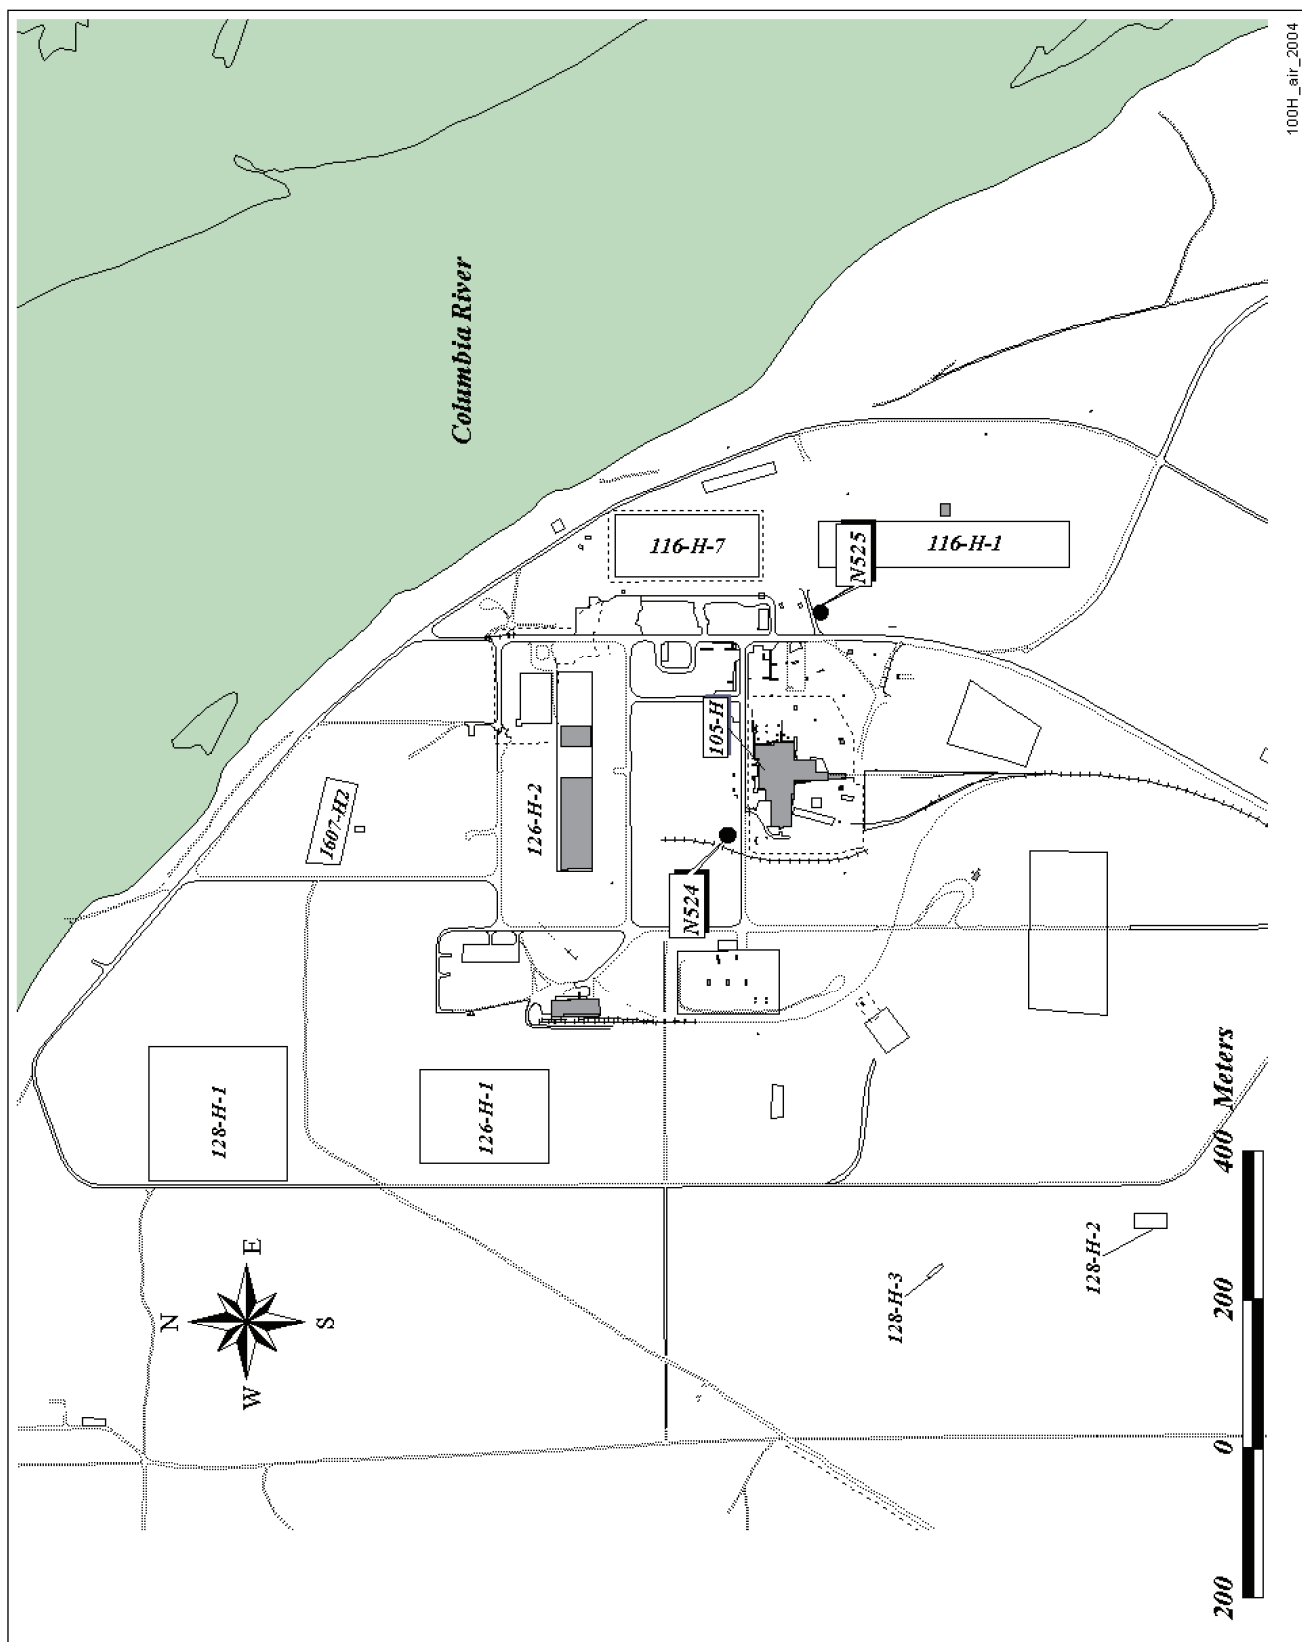 100H_air_2004
Columbia River
116-H-7
116-H-1
N525
105-H
1607-H2
126-H-2
N524
128-H-1
126-H-1
N
E
S
W
128-H-3
128-H-2
200
0
200
400 Meters